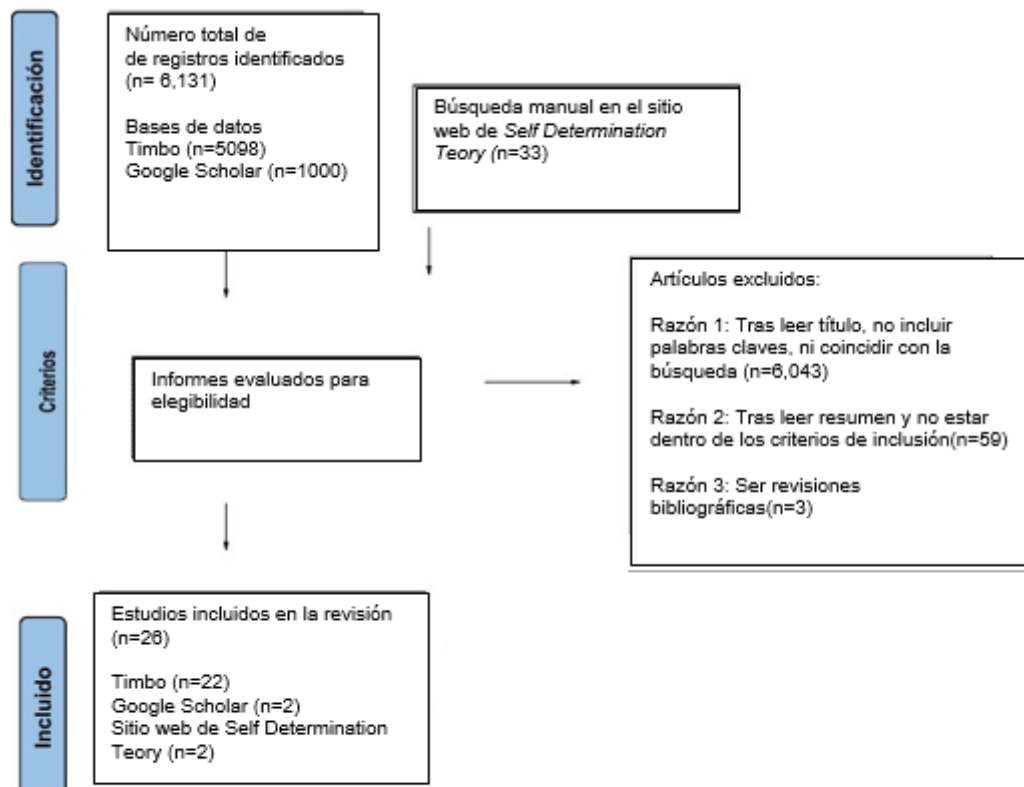 Identificación
Número total de
de registros identificados
(n= 6,131)
Bases de datos
Timbo (n=5098)
Google Scholar (n=1000)
Búsqueda manual en el sitio
web de Self Determination
Teory (n=33)
Criterios
Informes evaluados para
elegibilidad
Artículos excluidos:
Razón 1: Tras leer título, no incluir
palabras claves, ni coincidir con la
búsqueda (n=6,043)
Razón 2: Tras leer resumen y no estar
dentro de los criterios de inclusión(n=59)
Razón 3: Ser revisiones
bibliográficas(n=3)
Incluido
Estudios incluidos en la revisión
(n=26)
Timbo (n=22)
Google Scholar (n=2)
Sitio web de Self Determination
Teory (n=2)